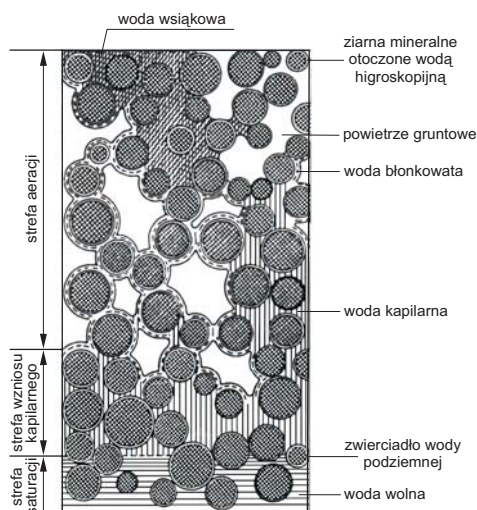 woda wsiąkowa
ziarna mineralne
otoczone wodą
higroskopijną
powietrze gruntowe
woda błonkowata
strefa aeracji
woda kapilarna
strefa wzniosu
kapilarnego
zwierciadło wody
podziemnej
strefa
saturacji
woda wolna